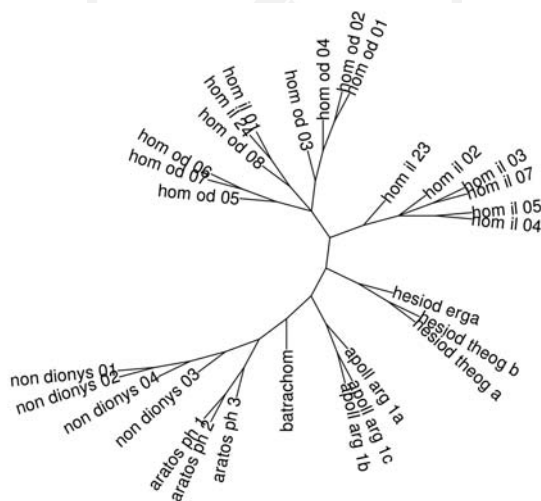 hom od 02
hom od 01
hom od 04
hom od 03
hom il 01
hom il 24
hom od 08
hom od 06
hom od 07
hom od 05
hom il 23
hom il 02
hom il 03
hom il 07
hom il 05
hom il 04
hesiod erga
hesiod theog b
hesiod theog a
apoll arg 1a
apoll arg 1c
apoll arg 1b
batrachom
aratos ph 3
aratos ph 2
aratos ph 1
non dionys 03
non dionys 04
non dionys 02
non dionys 01